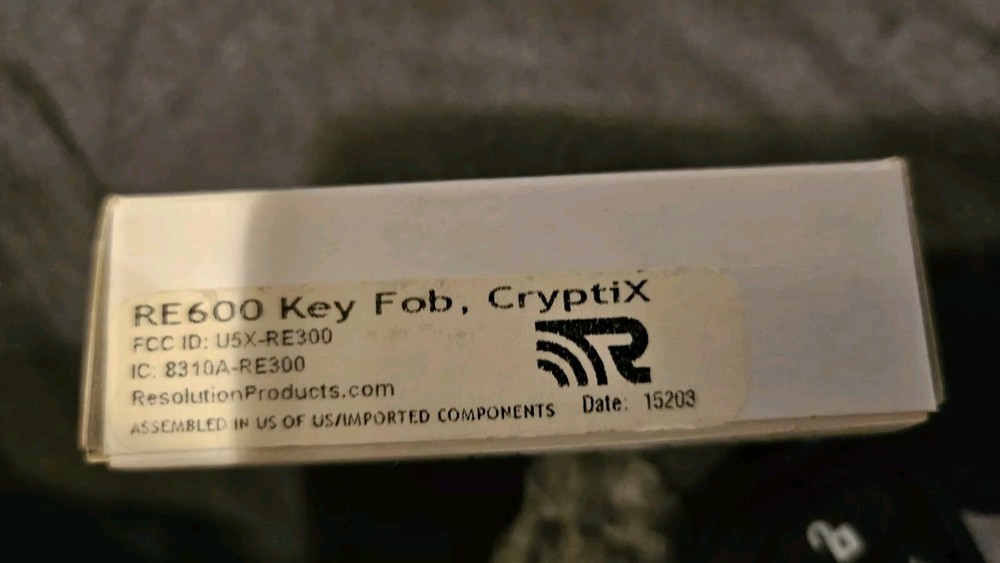 RE600 Key Fob, CryptiX
FCC ID: U5X-RE300
IC: 8310A-RE300
ResolutionProducts.com
ASSEMBLED IN US OF US/IMPORTED COMPONENTS
Date: 15203